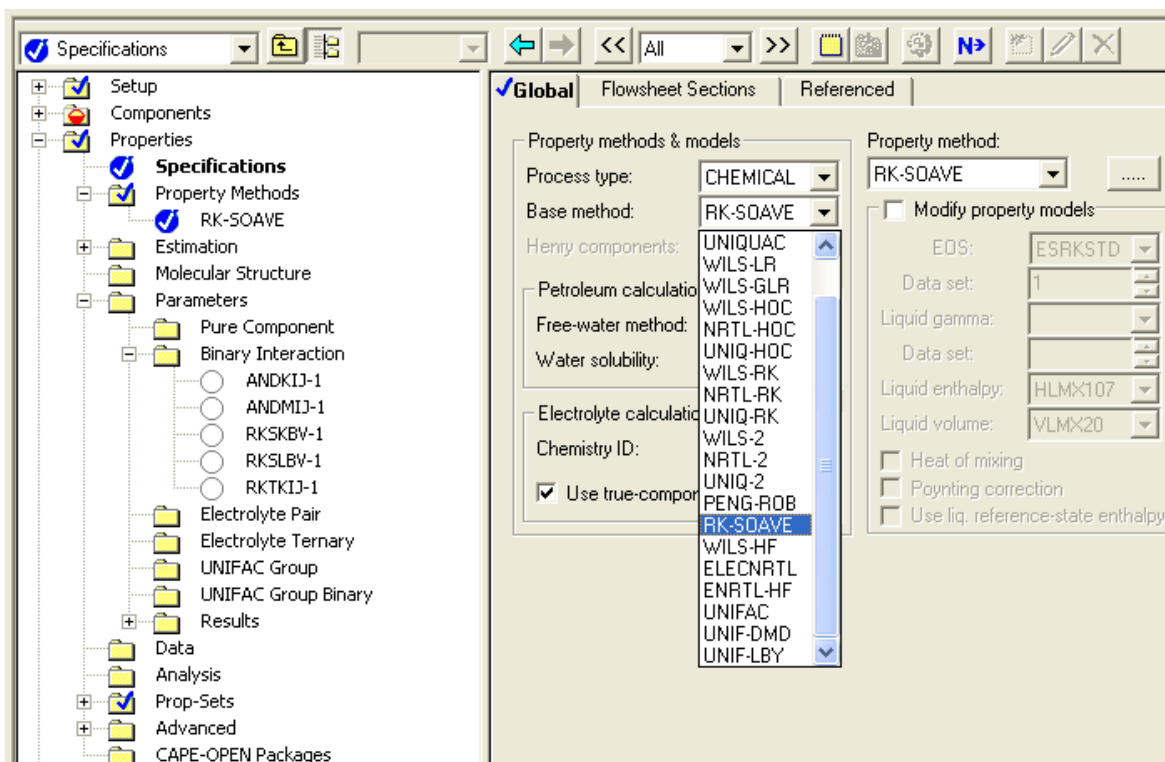 Specifications
<< All >> N>
Setup
Components
Properties
Specifications
Property Methods
RK-SOAVE
Estimation
Molecular Structure
Parameters
Pure Component
Binary Interaction
ANDKIJ-1
ANDMIJ-1
RKSKBV-1
RKSLBV-1
RKTKIJ-1
Electrolyte Pair
Electrolyte Ternary
UNIFAC Group
UNIFAC Group Binary
Results
Data
Analysis
Prop-Sets
Advanced
CAPE-OPEN Packages
Global Flowsheet Sections Referenced
Property methods & models
Process type: CHEMICAL
Base method: RK-SOAVE
Henry components:
Petroleum calculatio
Free-water method:
Water solubility:
Electrolyte calculatic
Chemistry ID:
Use true-compor
UNIQUAC
WILS-LR
WILS-GLR
WILS-HOC
NRTL-HOC
UNIQ-HOC
WILS-RK
NRTL-RK
UNIQ-RK
WILS-2
NRTL-2
UNIQ-2
PENG-ROB
RK-SOAVE
WILS-HF
ELECNRTL
ENRTL-HF
UNIFAC
UNIF-DMD
UNIF-LBY
Property method:
RK-SOAVE .....
Modify property models
EOS: ESRKSTD
Data set: 1
Liquid gamma:
Data set:
Liquid enthalpy: HLMX107
Liquid volume: VLMX20
Heat of mixing
Poynting correction
Use liq. reference-state enthalpy